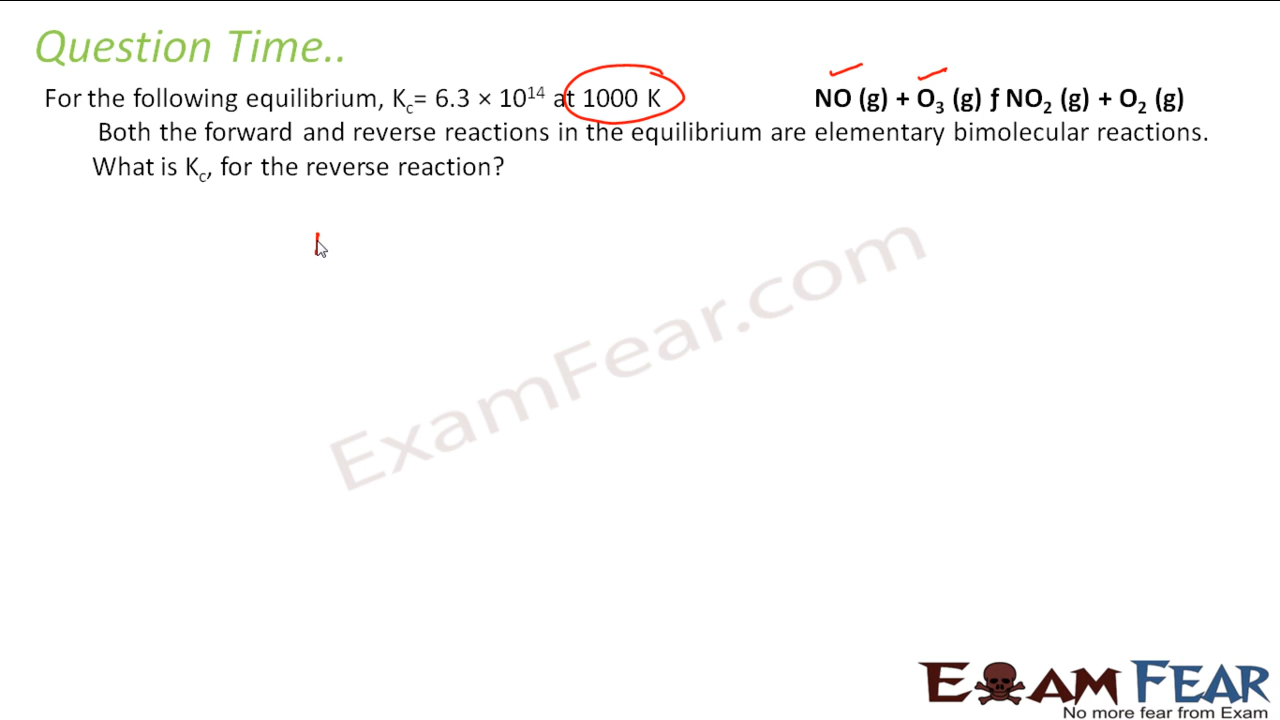 Question Time..
For the following equilibrium, Kc= 6.3 × 10¹⁴ at 1000 K NO (g) + O₃ (g) ƒ NO₂ (g) + O₂ (g)
Both the forward and reverse reactions in the equilibrium are elementary bimolecular reactions.
What is Kc, for the reverse reaction?
ExamFear.com
EXAM FEAR
No more fear from Exam